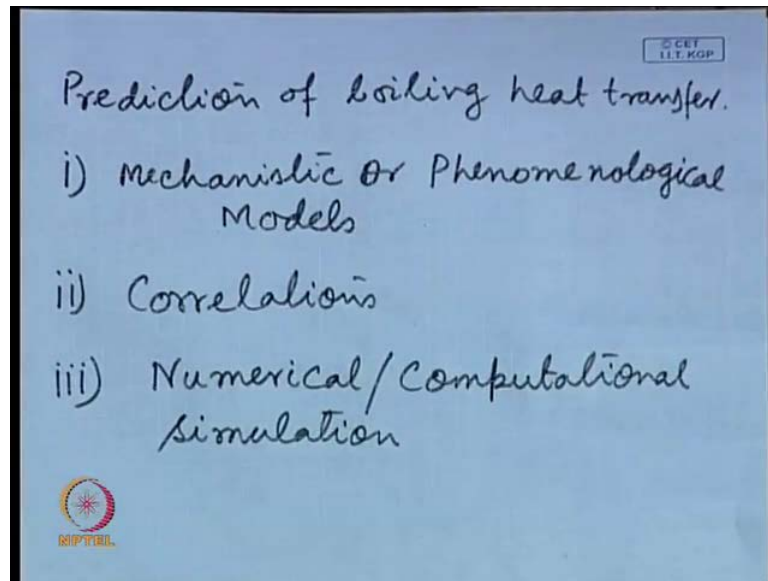 © CET
I.I.T. KGP
Prediction of boiling heat transfer.
i) Mechanistic or Phenomenological
Models
ii) Correlations
iii) Numerical/Computational
simulation
NPTEL